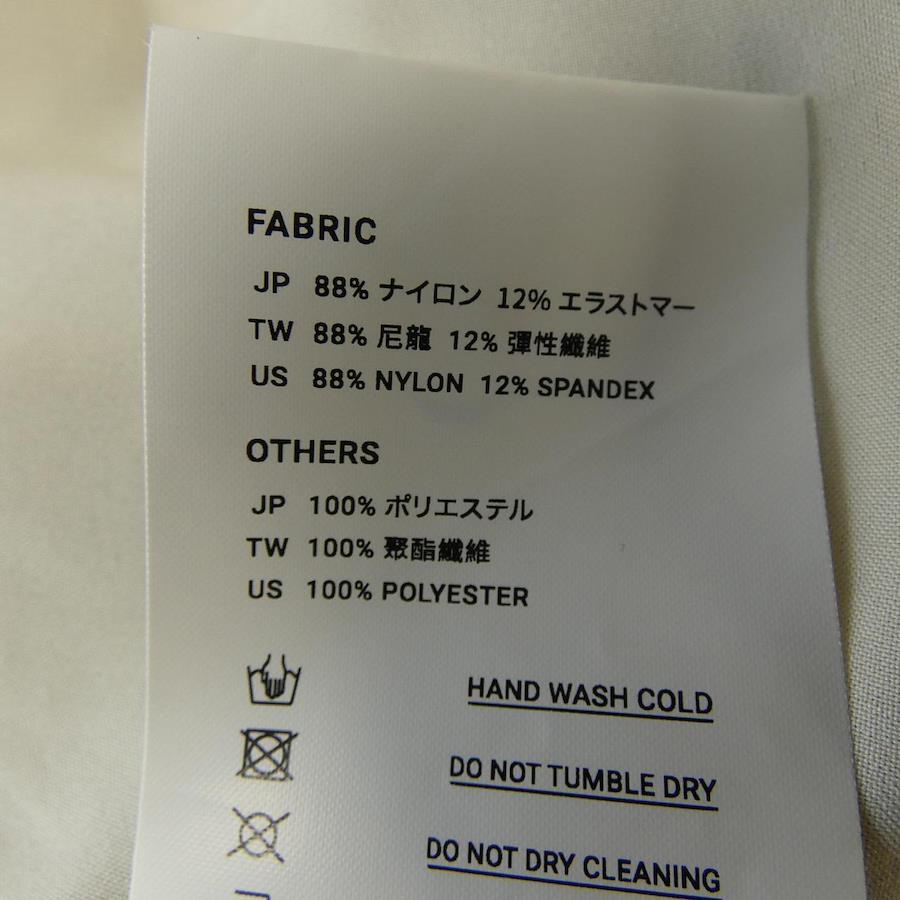 FABRIC
JP 88% ナイロン 12% エラストマー
TW 88% 尼龍 12% 彈性纖維
US 88% NYLON 12% SPANDEX
OTHERS
JP 100% ポリエステル
TW 100% 聚酯纖維
US 100% POLYESTER
HAND WASH COLD
DO NOT TUMBLE DRY
DO NOT DRY CLEANING